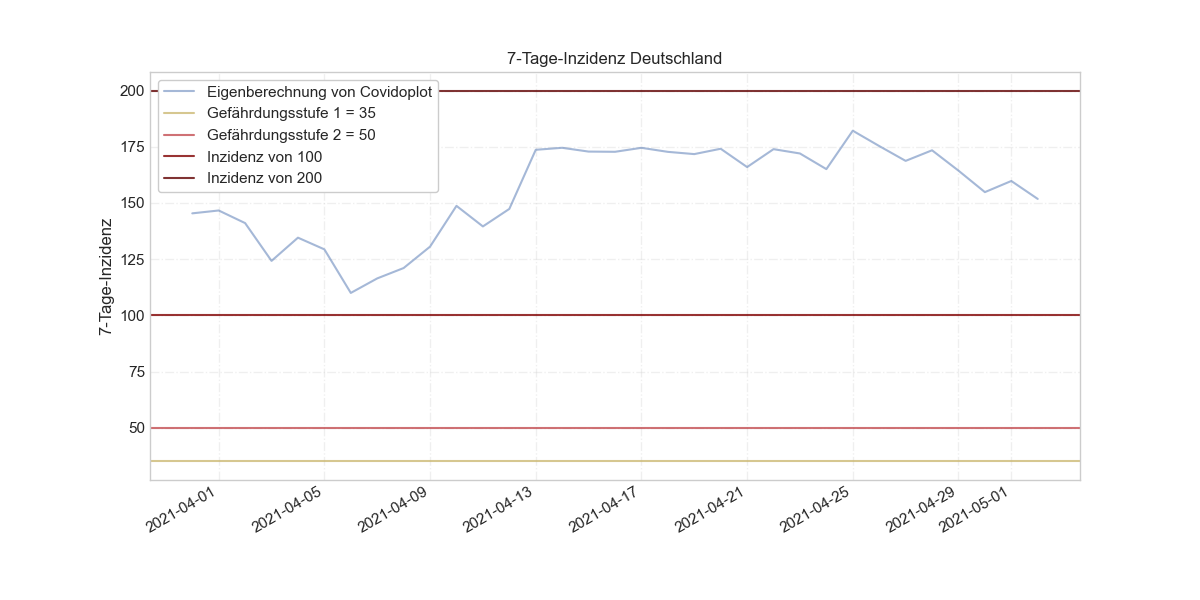 7-Tage-Inzidenz Deutschland
Eigenberechnung von Covidoplot
Gefährdungsstufe 1 = 35
Gefährdungsstufe 2 = 50
Inzidenz von 100
Inzidenz von 200
7-Tage-Inzidenz
200
175
150
125
100
75
50
2021-04-01
2021-04-05
2021-04-09
2021-04-13
2021-04-17
2021-04-21
2021-04-25
2021-04-29
2021-05-01